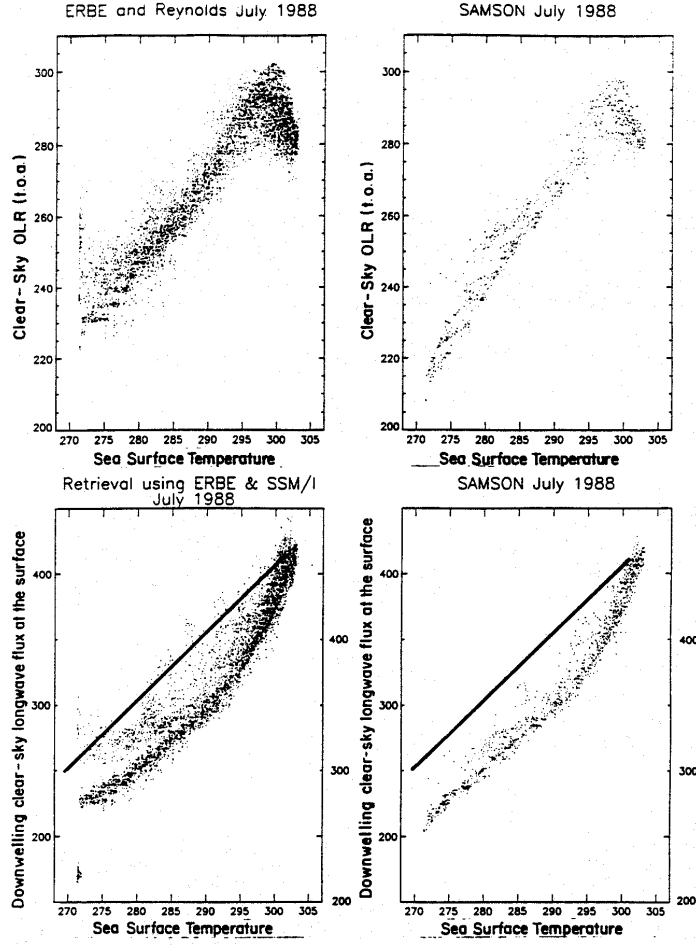 ERBE and Reynolds July 1988
SAMSON July 1988
Clear-Sky OLR (t.o.a.)
300
280
260
240
220
200
270 275 280 285 290 295 300 305
Sea Surface Temperature
Clear-Sky OLR (t.o.a.)
300
280
260
240
220
200
270 275 280 285 290 295 300 305
Sea Surface Temperature
Retrieval using ERBE & SSM/I
July 1988
SAMSON July 1988
Downwelling clear-sky longwave flux at the surface
400
300
200
400
300
200
270 275 280 285 290 295 300 305
Sea Surface Temperature
Downwelling clear-sky longwave flux at the surface
400
300
200
400
300
200
270 275 280 285 290 295 300 305
Sea Surface Temperature